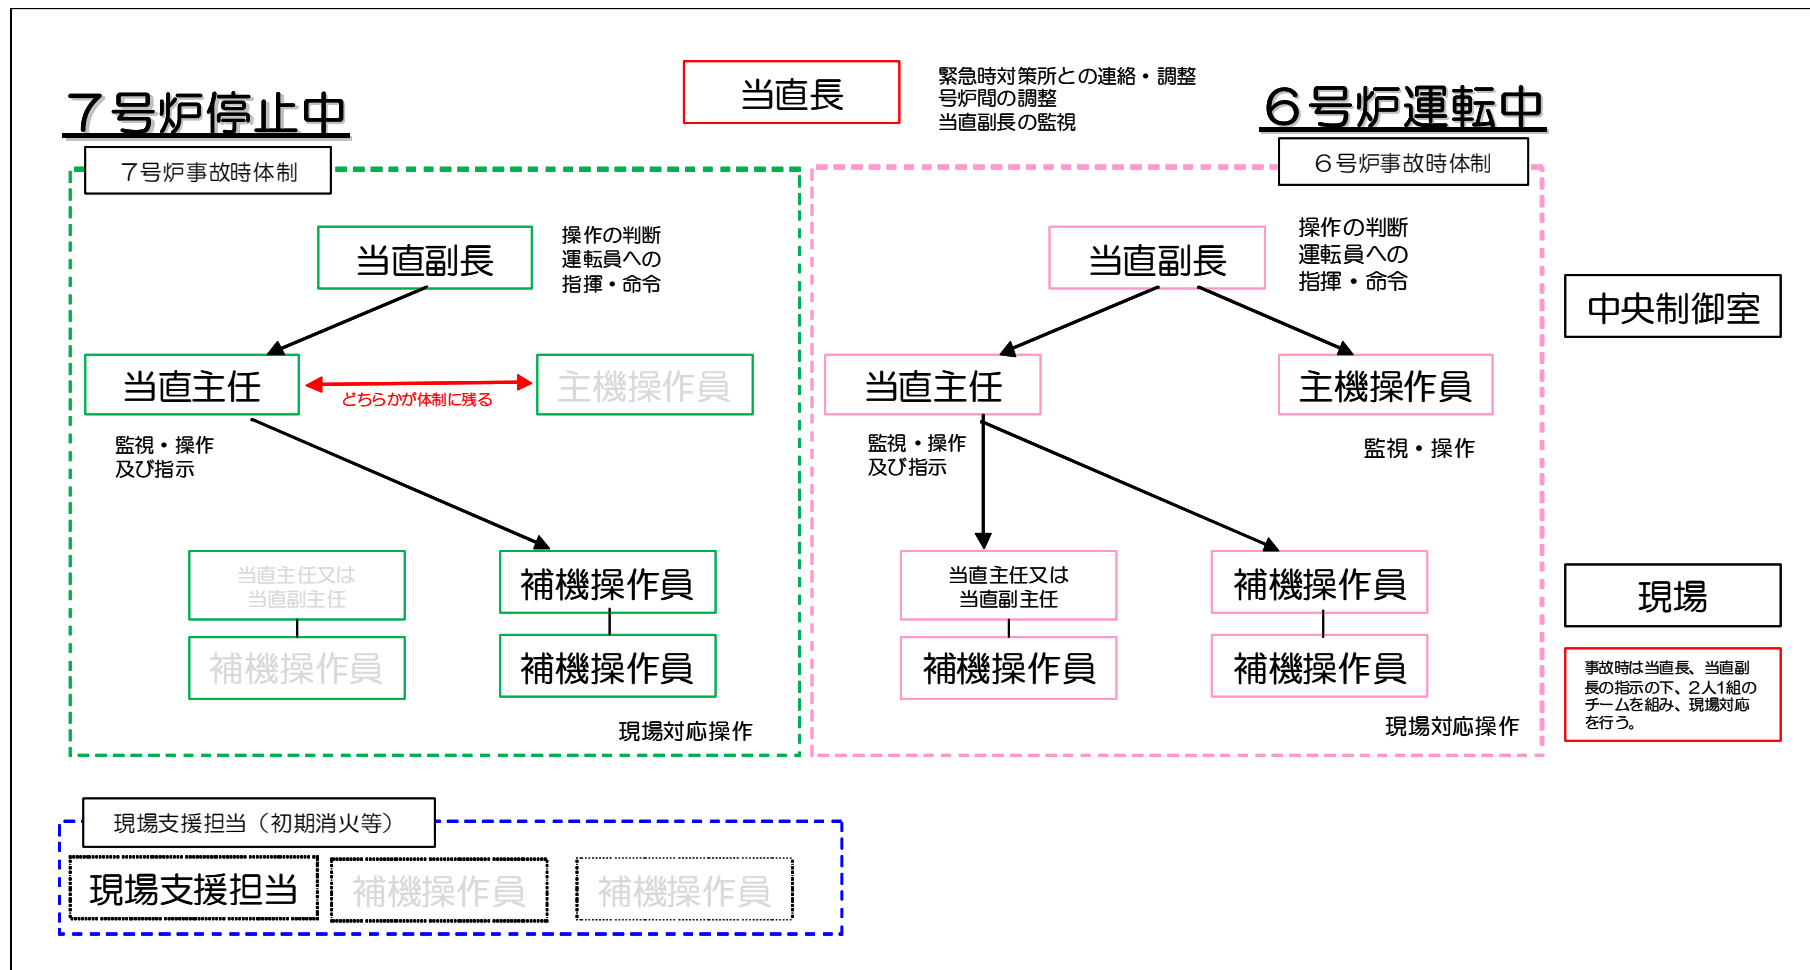 当直長
緊急時対策所との連絡・調整
号炉間の調整
当直副長の監視
7号炉停止中
6号炉運転中
7号炉事故時体制
当直副長
操作の判断
運転員への
指揮・命令
当直主任
どちらかが体制に残る
主機操作員
監視・操作
及び指示
当直主任又は
当直副主任
補機操作員
補機操作員
補機操作員
現場対応操作
6号炉事故時体制
当直副長
操作の判断
運転員への
指揮・命令
当直主任
主機操作員
監視・操作
及び指示
監視・操作
当直主任又は
当直副主任
補機操作員
補機操作員
補機操作員
現場対応操作
中央制御室
現場
事故時は当直長、当直副
長の指示の下、2人1組の
チームを組み、現場対応
を行う。
現場支援担当（初期消火等）
現場支援担当
補機操作員
補機操作員